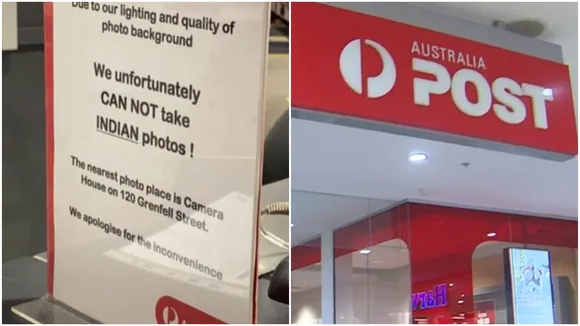 Due to our lighting and quality of
photo background
We unfortunately
CAN NOT take
INDIAN photos !
The nearest photo place is Camera
House on 120 Grenfell Street.
We apologise for the inconvenience
AUSTRALIA
POST
Harv